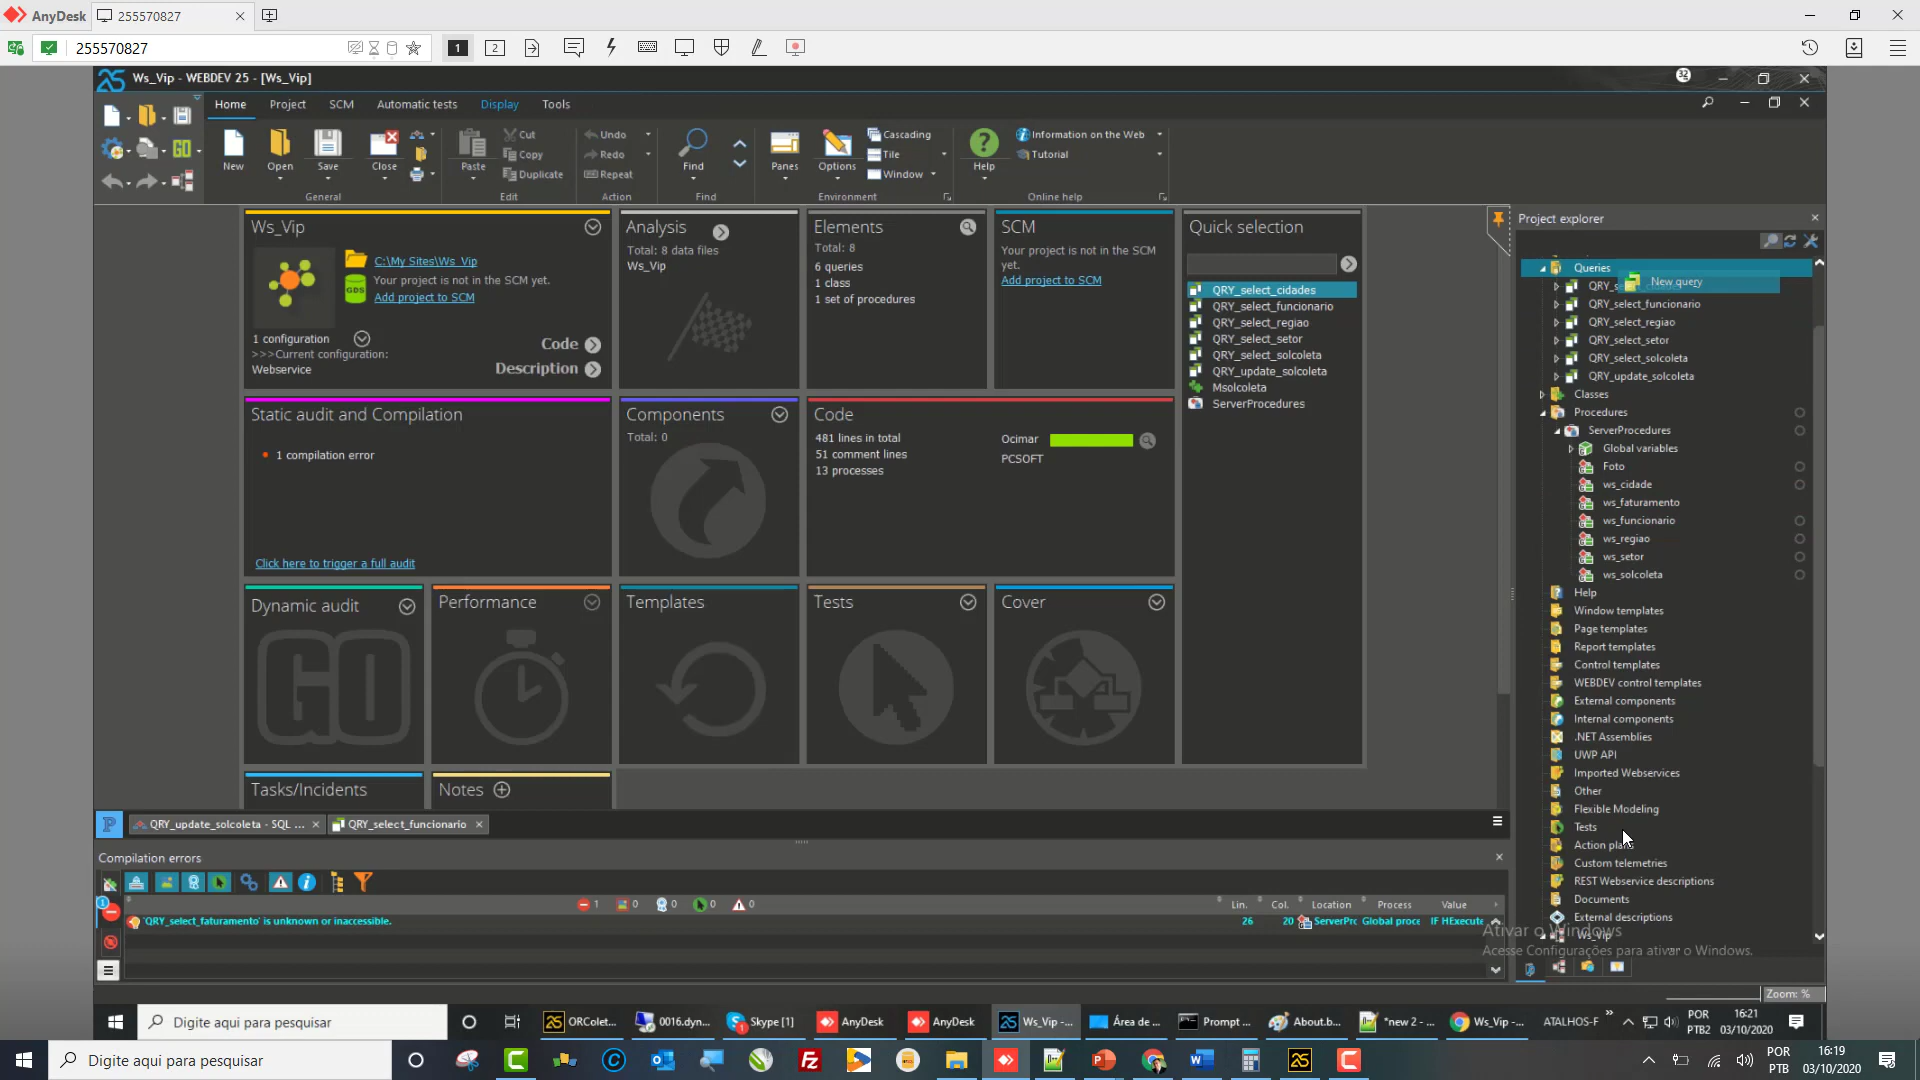 AnyDesk 255570827
255570827 1 2
Ws_Vip - WEBDEV 25 - [Ws_Vip] 32
Home Project SCM Automatic tests Display Tools
New Open Save Close Paste Cut Copy Duplicate Undo Redo Repeat Find Panes Options Cascading Tile Window Help Information on the Web Tutorial
General Edit Action Find Environment Online help
Ws_Vip
C:\My Sites\Ws_Vip
Your project is not in the SCM yet.
Add project to SCM
1 configuration
>>>Current configuration:
Webservice
Code
Description
Analysis
Total: 8 data files
Ws_Vip
Elements
Total: 8
6 queries
1 class
1 set of procedures
SCM
Your project is not in the SCM
yet.
Add project to SCM
Quick selection
QRY_select_cidades
QRY_select_funcionario
QRY_select_regiao
QRY_select_setor
QRY_select_solcoleta
QRY_update_solcoleta
Msolcoleta
ServerProcedures
Static audit and Compilation
1 compilation error
Click here to trigger a full audit
Components
Total: 0
Code
481 lines in total
51 comment lines
13 processes
Ocimar
PCSOFT
Dynamic audit
GO
Performance
Templates
Tests
Cover
Tasks/Incidents
Notes
Project explorer
Queries
New query
QRY_select_funcionario
QRY_select_regiao
QRY_select_setor
QRY_select_solcoleta
QRY_update_solcoleta
Classes
Procedures
ServerProcedures
Global variables
Foto
ws_cidade
ws_faturamento
ws_funcionario
ws_regiao
ws_setor
ws_solcoleta
Help
Window templates
Page templates
Report templates
Control templates
WEBDEV control templates
External components
Internal components
.NET Assemblies
UWP API
Imported Webservices
Other
Flexible Modeling
Tests
Action plans
Custom telemetries
REST Webservice descriptions
Documents
External descriptions
Ws_Vip
Ativar o Windows
Acesse Configurações para ativar o Windows.
QRY_update_solcoleta - SQL ... QRY_select_funcionario
Compilation errors
1 0 0 0 0 Lin. Col. Location Process Value
'QRY_select_faturamento' is unknown or inaccessible. 26 20 ServerPrc Global proce IF HExecute
Zoom: %
Digite aqui para pesquisar ORColet... 0016.dyn... Skype [1] AnyDesk AnyDesk Ws_Vip -... Área de ... Prompt ... About.b... *new 2 - ... Ws_Vip -... ATALHOS-F POR PTB2 16:21 03/10/2020
Digite aqui para pesquisar POR PTB 16:19 03/10/2020